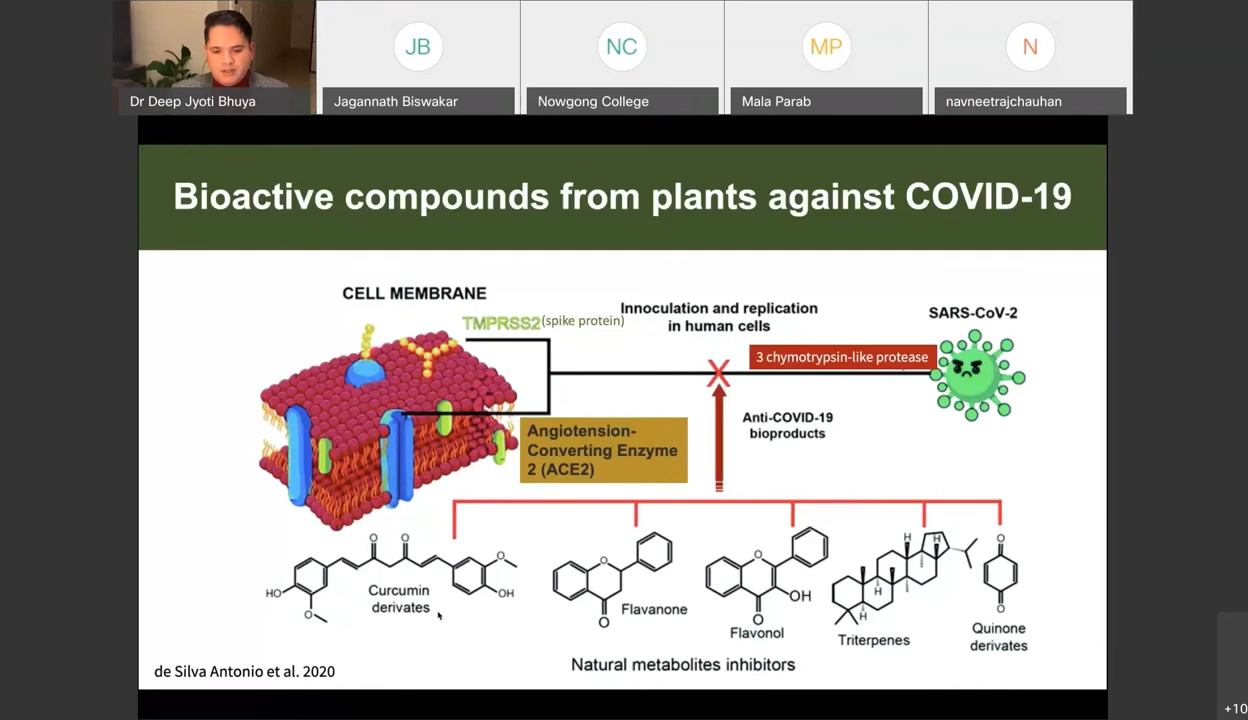 JB
NC
MP
N
Dr Deep Jyoti Bhuya
Jagannath Biswakar
Nowgong College
Mala Parab
navneetrajchauhan
Bioactive compounds from plants against COVID-19
CELL MEMBRANE
TMPRSS2 (spike protein)
Innoculation and replication
in human cells
SARS-CoV-2
3 chymotrypsin-like protease
Anti-COVID-19
bioproducts
Angiotension-
Converting Enzyme
2 (ACE2)
O O
HO
O
O
OH
Curcumin
derivates
O
O
Flavanone
O
OH
O
Flavonol
H
H
H
H
Triterpenes
O
O
Quinone
derivates
Natural metabolites inhibitors
de Silva Antonio et al. 2020
+10